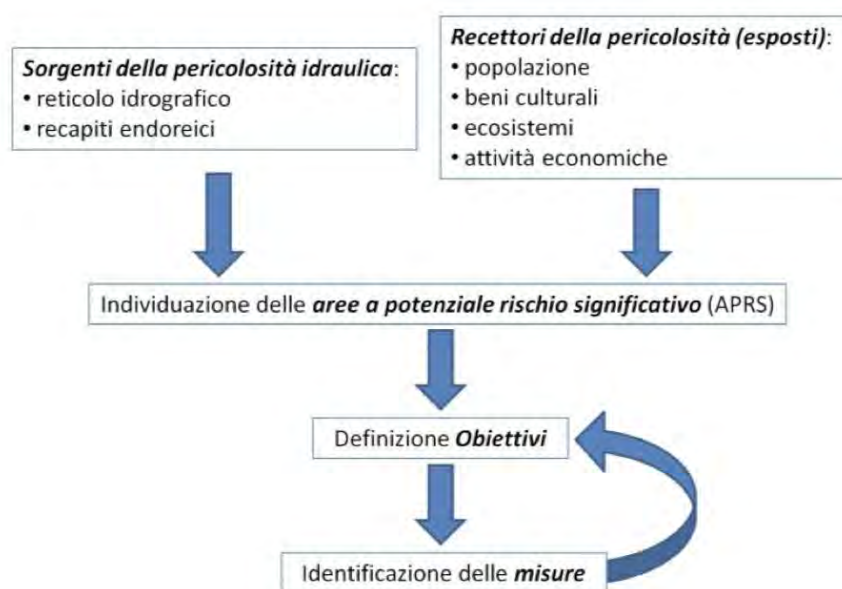 Sorgenti della pericolosità idraulica:
• reticolo idrografico
• recapiti endoreici
Recettori della pericolosità (esposti):
• popolazione
• beni culturali
• ecosistemi
• attività economiche
Individuazione delle aree a potenziale rischio significativo (APRS)
Definizione Obiettivi
Identificazione delle misure